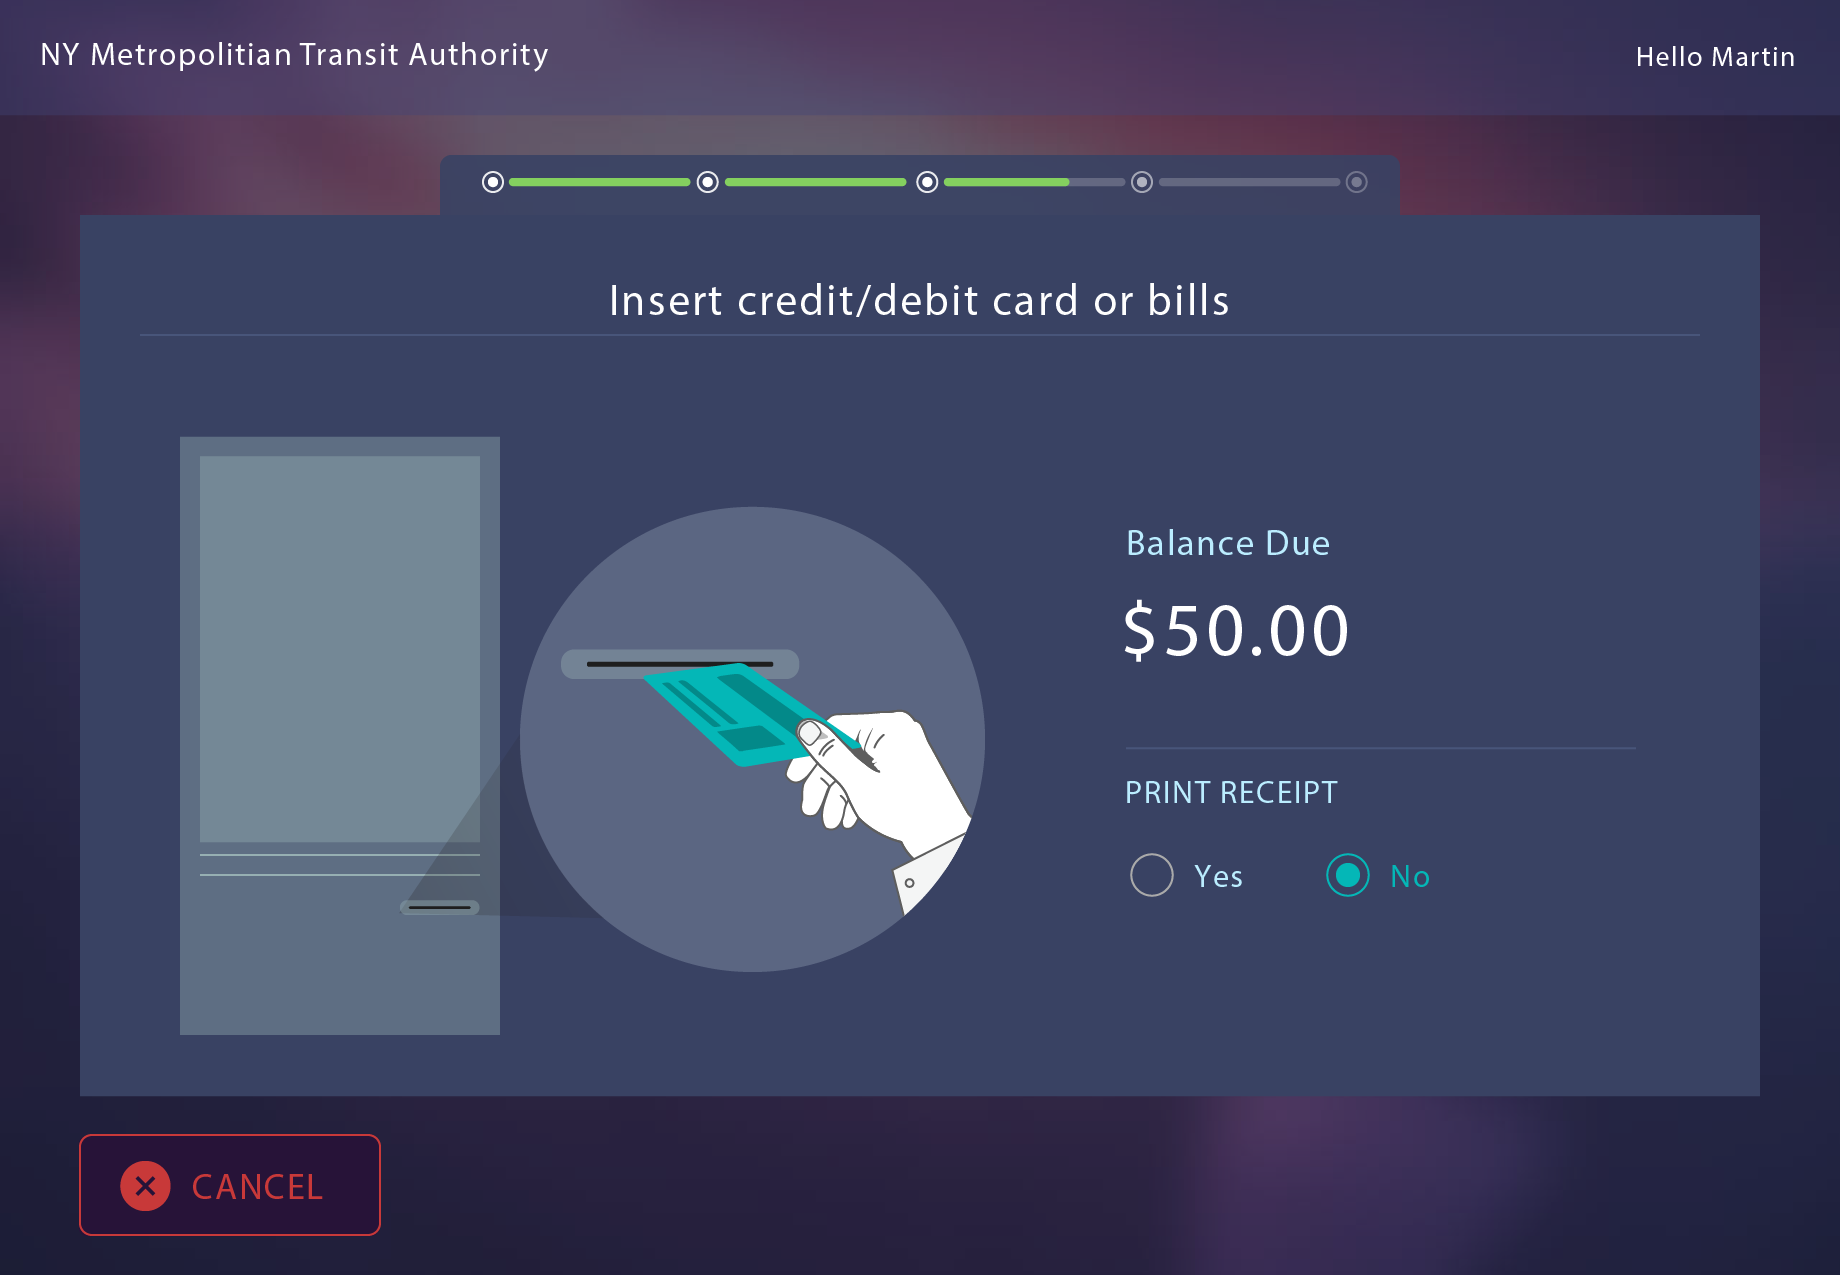 NY Metropolitian Transit Authority
Hello Martin
Insert credit/debit card or bills
Balance Due
$50.00
PRINT RECEIPT
Yes
No
CANCEL